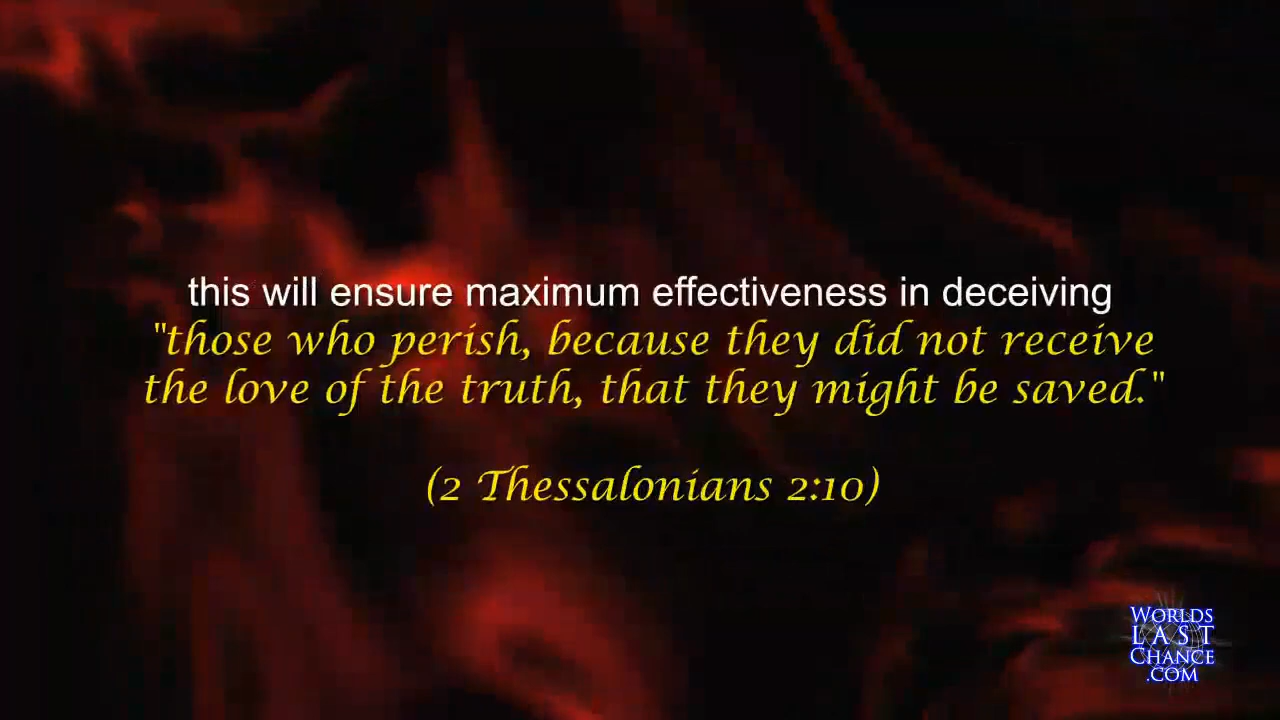 this will ensure maximum effectiveness in deceiving
"those who perish, because they did not receive
the love of the truth, that they might be saved."
(2 Thessalonians 2:10)
WORLDS
LAST
CHANCE
.COM